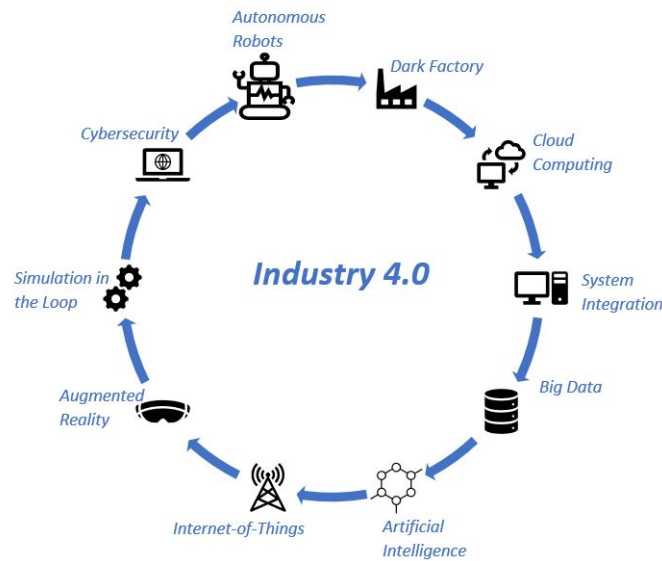 Autonomous
Robots
Dark Factory
Cloud
Computing
System
Integration
Big Data
Artificial
Intelligence
Internet-of-Things
Augmented
Reality
Simulation in
the Loop
Cybersecurity
Industry 4.0